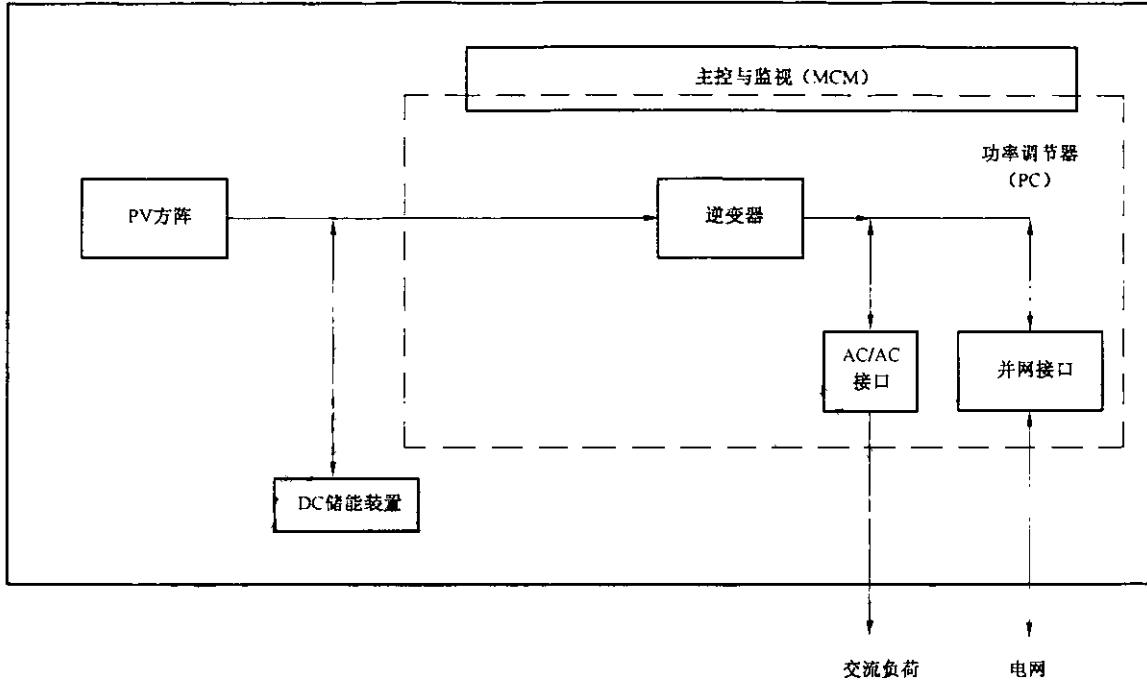 主控与监视（MCM）
功率调节器
（PC）
PV方阵
逆变器
AC/AC
接口
并网接口
DC储能装置
交流负荷
电网